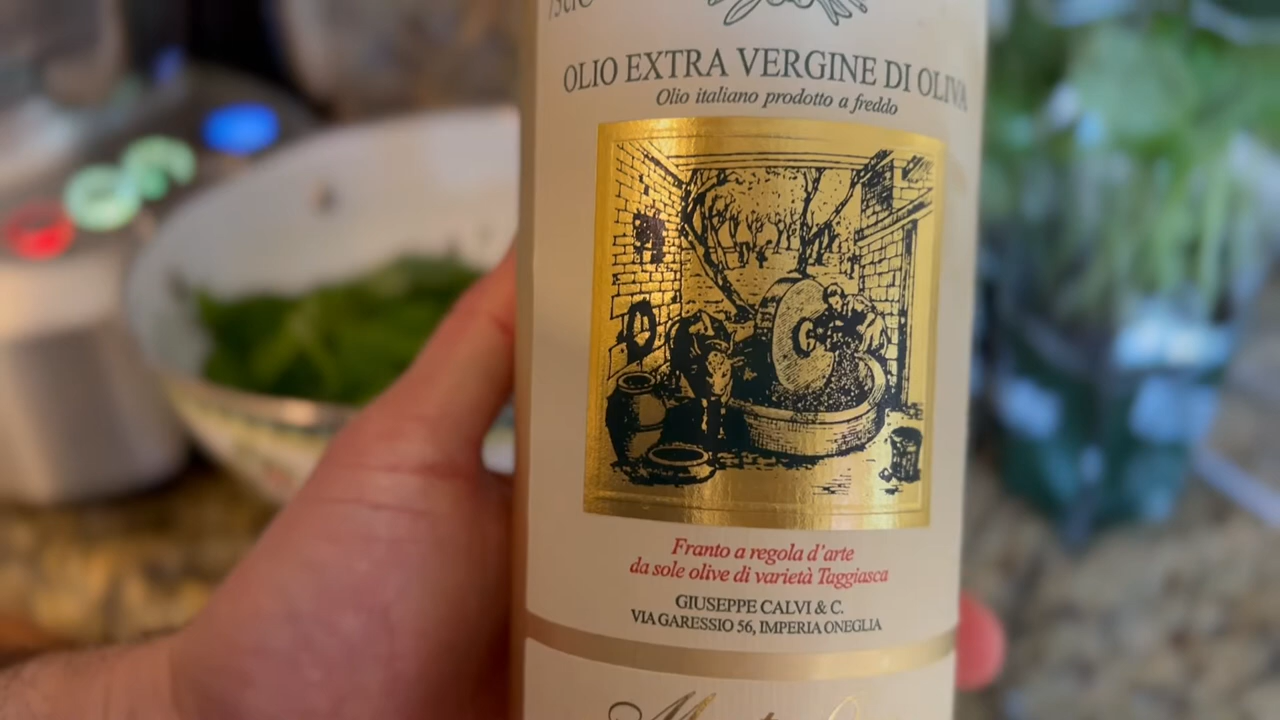 OLIO EXTRA VERGINE DI OLIVA
Olio italiano prodotto a freddo
Franto a regola d'arte
da sole olive di varietà Taggiasca
GIUSEPPE CALVI & C.
VIA GARESSIO 56, IMPERIA ONEGLIA